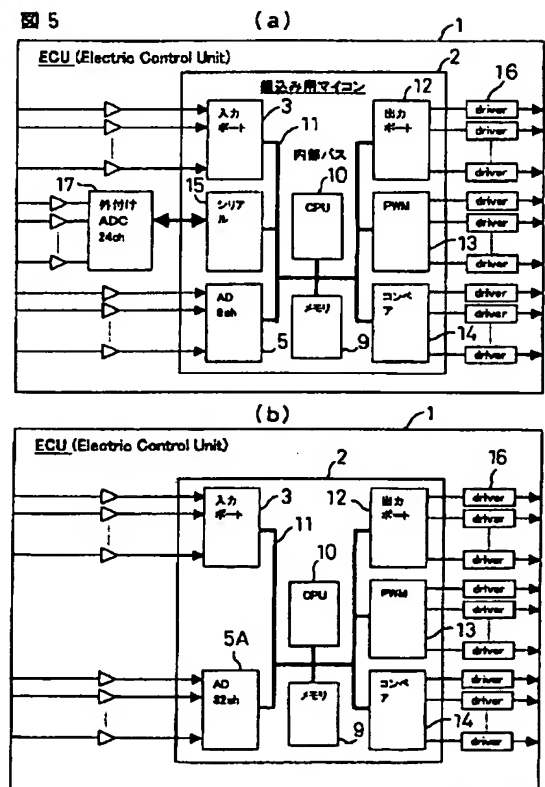 図 5
(a)
1
ECU (Electric Control Unit)
2
組込み用マイコン
16
3
12
driver
入力
ポート
11
出力
ポート
driver
内部バス
10
driver
17
外付け
ADC
24ch
15
シリア
ル
CPU
PWM
driver
driver
13
driver
AD
8ch
メモリ
コンペ
ア
driver
driver
5
9
14
driver
(b)
1
ECU (Electric Control Unit)
2
16
3
12
driver
入力
ポート
11
出力
ポート
driver
10
driver
CPU
PWM
driver
driver
5A
13
driver
AD
32ch
メモリ
コンペ
ア
driver
driver
9
14
driver